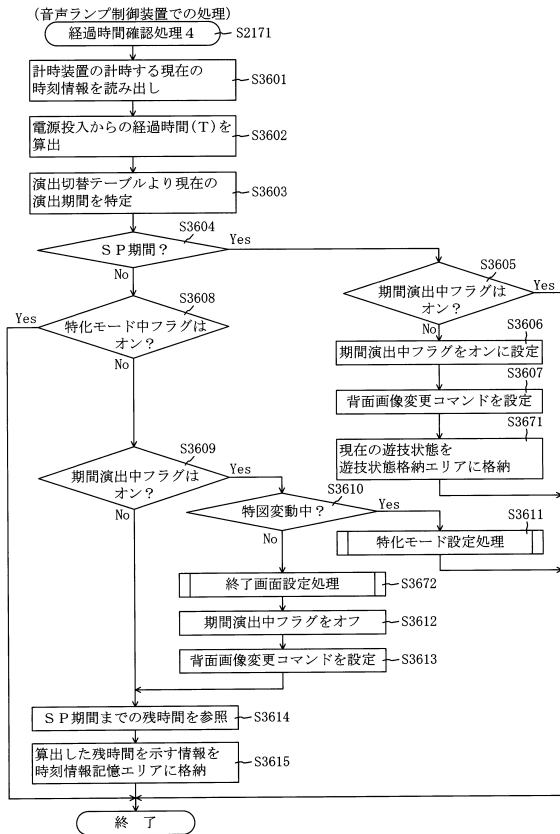 (音声ランプ制御装置での処理)
経過時間確認処理4
S2171
計時装置の計時する現在の
時刻情報を読み出し
S3601
電源投入からの経過時間(T)を
算出
S3602
演出切替テーブルより現在の
演出期間を特定
S3603
S3604
SP期間?
Yes
No
S3605
期間演出中フラグは
オン?
Yes
No
S3606
期間演出中フラグをオンに設定
S3607
背面画像変更コマンドを設定
S3671
現在の遊技状態を
遊技状態格納エリアに格納
S3608
Yes
特化モード中フラグは
オン?
No
S3609
期間演出中フラグは
オン?
Yes
No
S3610
特図変動中?
Yes
No
S3611
特化モード設定処理
終了画面設定処理
S3672
期間演出中フラグをオフ
S3612
背面画像変更コマンドを設定
S3613
SP期間までの残時間を参照
S3614
算出した残時間を示す情報を
時刻情報記憶エリアに格納
S3615
終 了